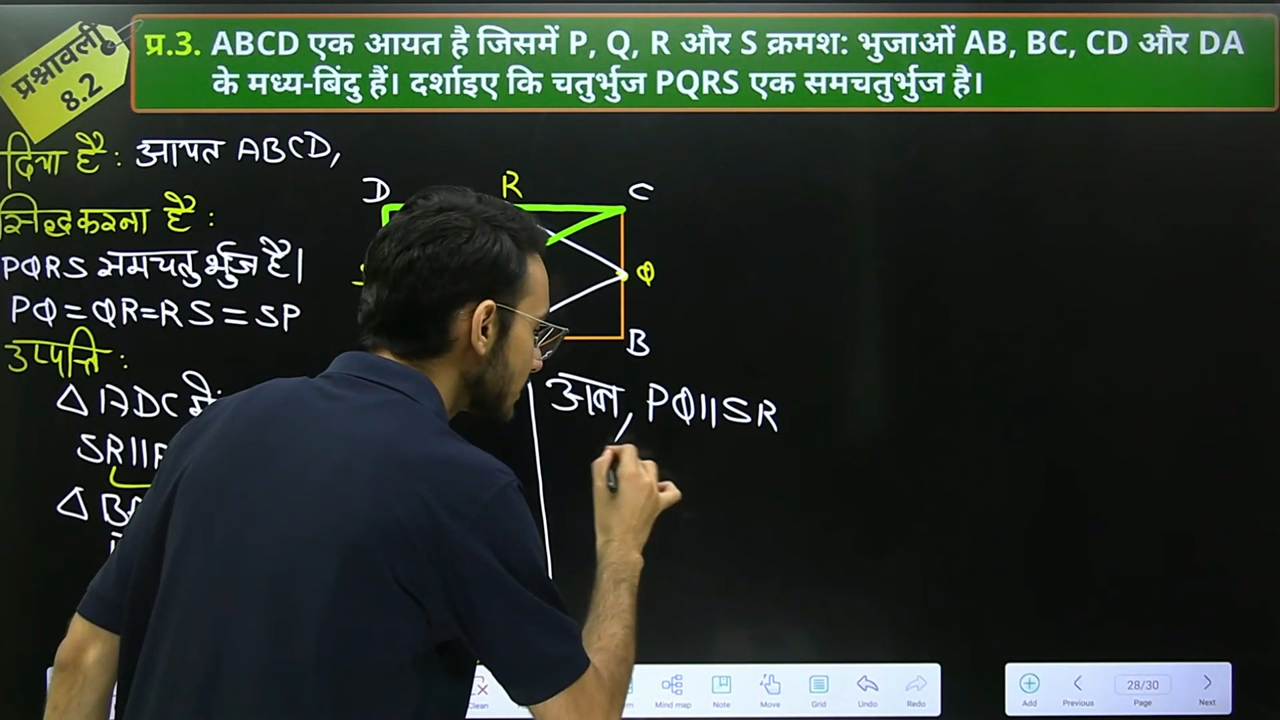 प्रश्नावली 8.2
प्र.3. ABCD एक आयत है जिसमें P, Q, R और S क्रमश: भुजाओं AB, BC, CD और DA
के मध्य-बिंदु हैं। दर्शाइए कि चतुर्भुज PQRS एक समचतुर्भुज है।
दिया है : आयत ABCD,
सिद्ध करना है :
PQRS समचतुर्भुज है।
PQ = QR = RS = SP
उपपत्ति :
△ADC में
SR||
△B
D R C
Q
B
अब, PQ||SR
Clean Mind map Note Move Grid Undo Redo
Add Previous 28/30 Page Next